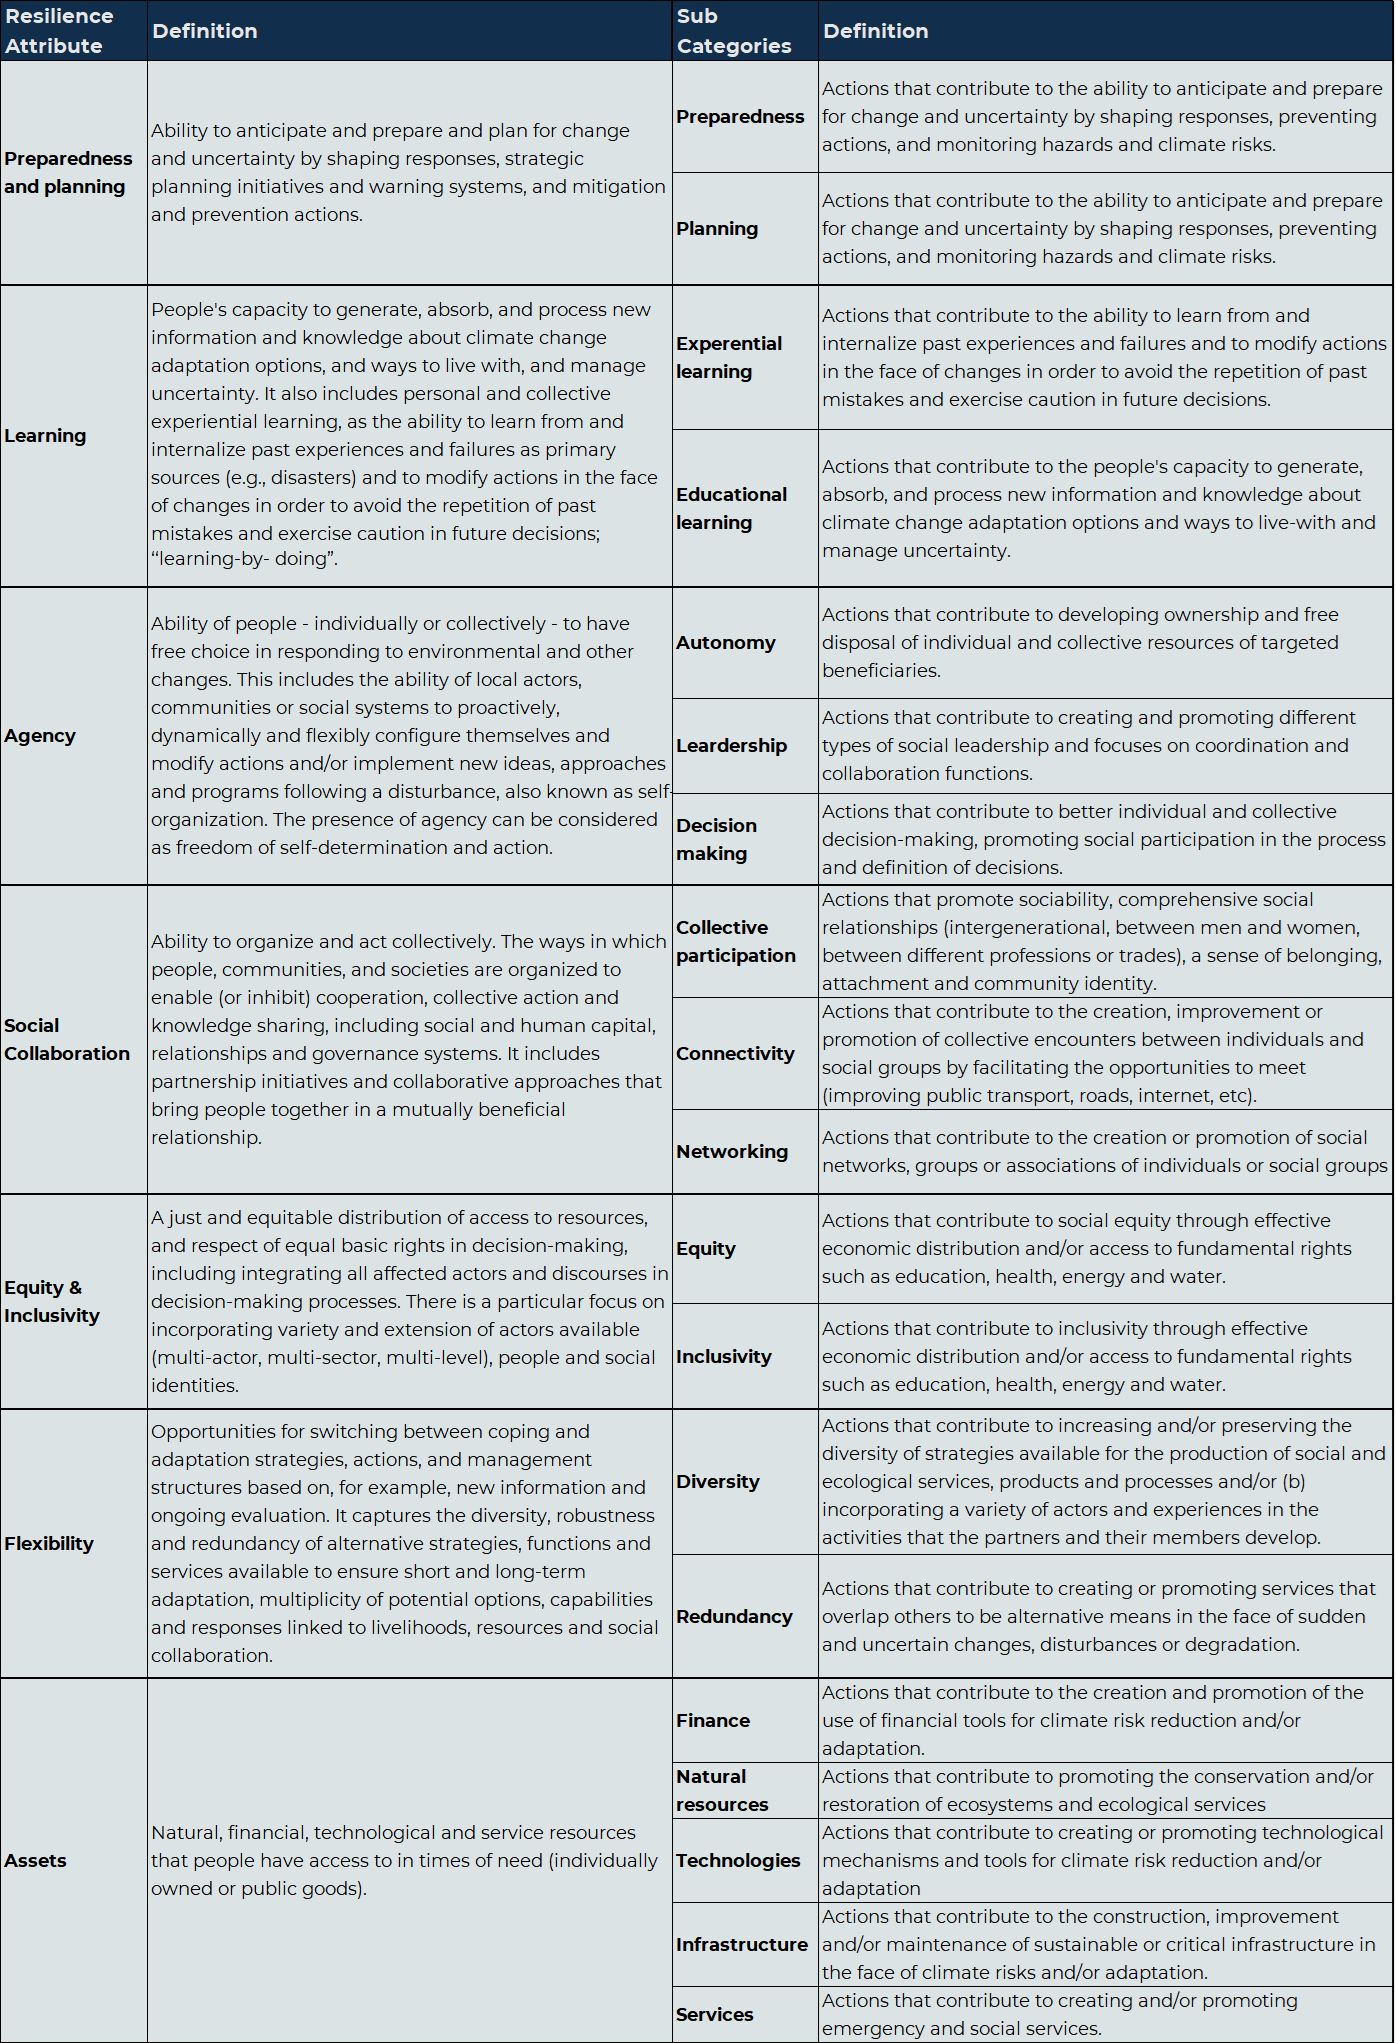 Resilience
Attribute
Definition
Sub
Categories
Definition
Preparedness
and planning
Ability to anticipate and prepare and plan for change
and uncertainty by shaping responses, strategic
planning initiatives and warning systems, and mitigation
and prevention actions.
Preparedness
Actions that contribute to the ability to anticipate and prepare
for change and uncertainty by shaping responses, preventing
actions, and monitoring hazards and climate risks.
Planning
Actions that contribute to the ability to anticipate and prepare
for change and uncertainty by shaping responses, preventing
actions, and monitoring hazards and climate risks.
Learning
People's capacity to generate, absorb, and process new
information and knowledge about climate change
adaptation options, and ways to live with, and manage
uncertainty. It also includes personal and collective
experiential learning, as the ability to learn from and
internalize past experiences and failures as primary
sources (e.g., disasters) and to modify actions in the face
of changes in order to avoid the repetition of past
mistakes and exercise caution in future decisions;
“learning-by- doing”.
Experential
learning
Actions that contribute to the ability to learn from and
internalize past experiences and failures and to modify actions
in the face of changes in order to avoid the repetition of past
mistakes and exercise caution in future decisions.
Educational
learning
Actions that contribute to the people's capacity to generate,
absorb, and process new information and knowledge about
climate change adaptation options and ways to live-with and
manage uncertainty.
Agency
Ability of people - individually or collectively - to have
free choice in responding to environmental and other
changes. This includes the ability of local actors,
communities or social systems to proactively,
dynamically and flexibly configure themselves and
modify actions and/or implement new ideas, approaches
and programs following a disturbance, also known as self-
organization. The presence of agency can be considered
as freedom of self-determination and action.
Autonomy
Actions that contribute to developing ownership and free
disposal of individual and collective resources of targeted
beneficiaries.
Leardership
Actions that contribute to creating and promoting different
types of social leadership and focuses on coordination and
collaboration functions.
Decision
making
Actions that contribute to better individual and collective
decision-making, promoting social participation in the process
and definition of decisions.
Social
Collaboration
Ability to organize and act collectively. The ways in which
people, communities, and societies are organized to
enable (or inhibit) cooperation, collective action and
knowledge sharing, including social and human capital,
relationships and governance systems. It includes
partnership initiatives and collaborative approaches that
bring people together in a mutually beneficial
relationship.
Collective
participation
Actions that promote sociability, comprehensive social
relationships (intergenerational, between men and women,
between different professions or trades), a sense of belonging,
attachment and community identity.
Connectivity
Actions that contribute to the creation, improvement or
promotion of collective encounters between individuals and
social groups by facilitating the opportunities to meet
(improving public transport, roads, internet, etc).
Networking
Actions that contribute to the creation or promotion of social
networks, groups or associations of individuals or social groups
Equity &
Inclusivity
A just and equitable distribution of access to resources,
and respect of equal basic rights in decision-making,
including integrating all affected actors and discourses in
decision-making processes. There is a particular focus on
incorporating variety and extension of actors available
(multi-actor, multi-sector, multi-level), people and social
identities.
Equity
Actions that contribute to social equity through effective
economic distribution and/or access to fundamental rights
such as education, health, energy and water.
Inclusivity
Actions that contribute to inclusivity through effective
economic distribution and/or access to fundamental rights
such as education, health, energy and water.
Flexibility
Opportunities for switching between coping and
adaptation strategies, actions, and management
structures based on, for example, new information and
ongoing evaluation. It captures the diversity, robustness
and redundancy of alternative strategies, functions and
services available to ensure short and long-term
adaptation, multiplicity of potential options, capabilities
and responses linked to livelihoods, resources and social
collaboration.
Diversity
Actions that contribute to increasing and/or preserving the
diversity of strategies available for the production of social and
ecological services, products and processes and/or (b)
incorporating a variety of actors and experiences in the
activities that the partners and their members develop.
Redundancy
Actions that contribute to creating or promoting services that
overlap others to be alternative means in the face of sudden
and uncertain changes, disturbances or degradation.
Assets
Natural, financial, technological and service resources
that people have access to in times of need (individually
owned or public goods).
Finance
Actions that contribute to the creation and promotion of the
use of financial tools for climate risk reduction and/or
adaptation.
Natural
resources
Actions that contribute to promoting the conservation and/or
restoration of ecosystems and ecological services
Technologies
Actions that contribute to creating or promoting technological
mechanisms and tools for climate risk reduction and/or
adaptation
Infrastructure
Actions that contribute to the construction, improvement
and/or maintenance of sustainable or critical infrastructure in
the face of climate risks and/or adaptation.
Services
Actions that contribute to creating and/or promoting
emergency and social services.